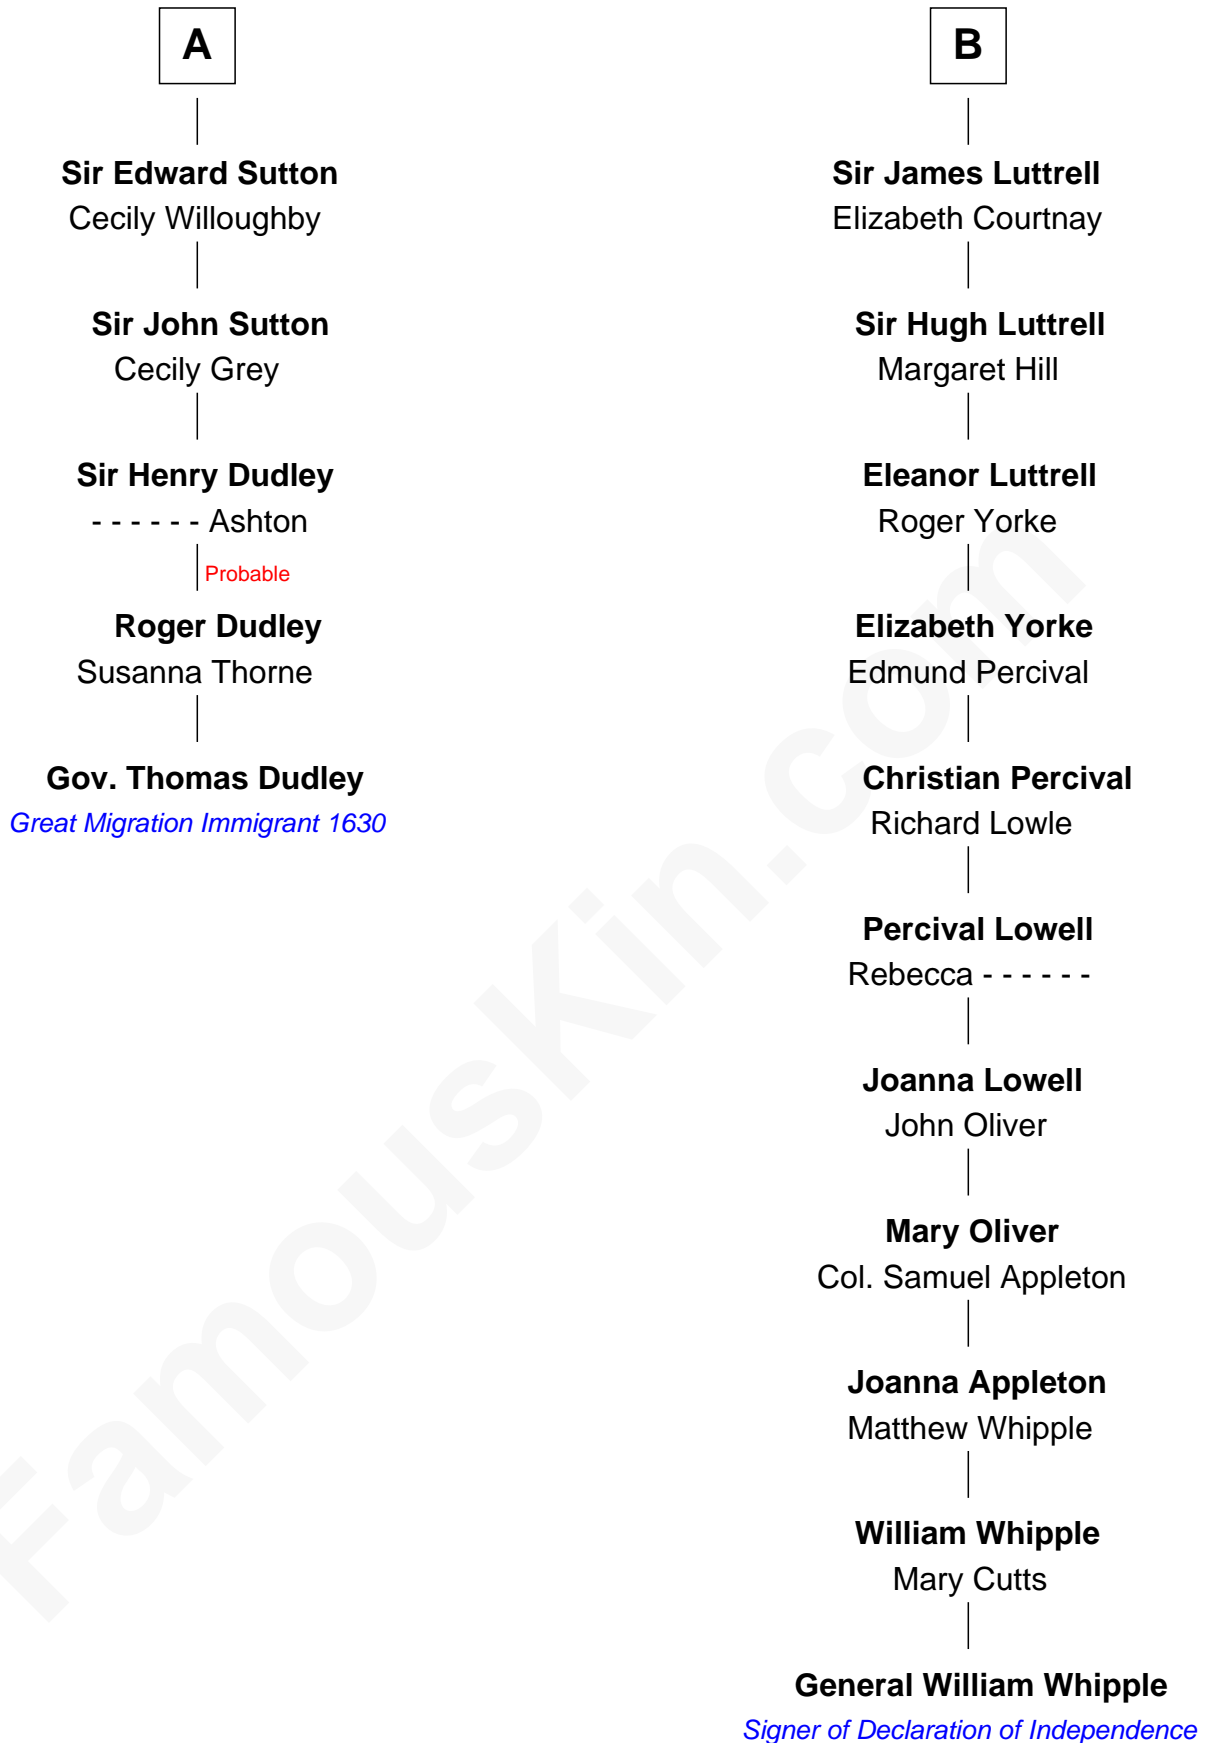 A
Sir Edward Sutton
Cecily Willoughby
Sir John Sutton
Cecily Grey
Sir Henry Dudley
- - - - - - Ashton
Probable
Roger Dudley
Susanna Thorne
Gov. Thomas Dudley
Great Migration Immigrant 1630
B
Sir James Luttrell
Elizabeth Courtnay
Sir Hugh Luttrell
Margaret Hill
Eleanor Luttrell
Roger Yorke
Elizabeth Yorke
Edmund Percival
Christian Percival
Richard Lowle
Percival Lowell
Rebecca - - - - - -
Joanna Lowell
John Oliver
Mary Oliver
Col. Samuel Appleton
Joanna Appleton
Matthew Whipple
William Whipple
Mary Cutts
General William Whipple
Signer of Declaration of Independence
FamousKin.com